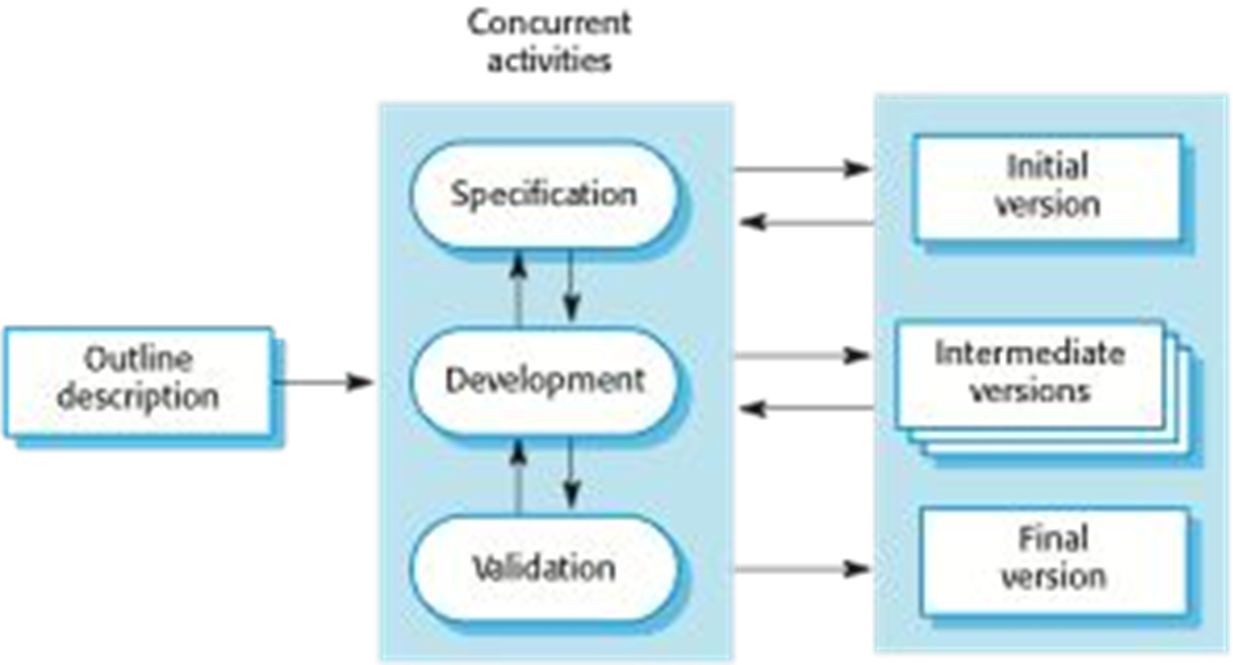 Concurrent
activities
Outline
description
Specification
Development
Validation
Initial
version
Intermediate
versions
Final
version